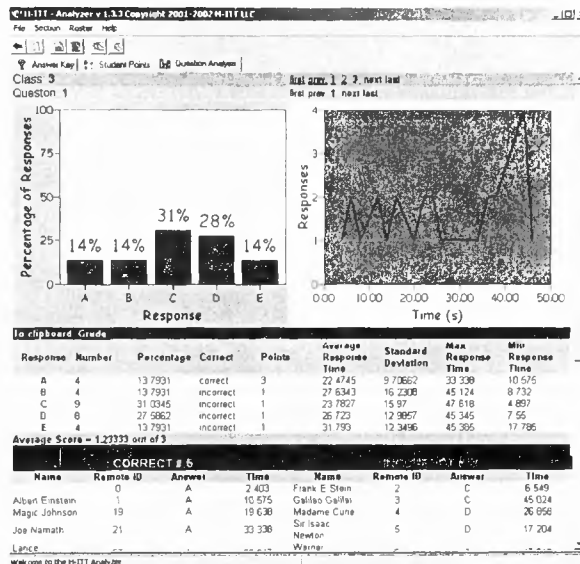 H-ITT - Analyzer v 1.3.3 Copyright 2001-2002 H-ITT LLC
File Section Roster Help
Answer Key Student Points Question Analysis
Class 3
first prev 1 2 3 next last
Queston 1
first prev 1 next last
Percentage of Responses
100
75
50
25
0
14% 14% 31% 28% 14%
A B C D E
Response
Responses
4
3
2
1
0
0.00 10.00 20.00 30.00 40.00 50.00
Time (s)
To clipboard Grade
Response Number Percentage Correct Points Average Response Time Standard Deviation Max Response Time Min Response Time
A 4 13.7931 correct 3 22.4745 9.70662 33.338 10.575
B 4 13.7931 incorrect 1 27.6343 16.2308 45.124 8.732
C 9 31.0345 incorrect 1 23.7827 15.97 47.618 4.897
D 8 27.5862 incorrect 1 26.723 12.9857 45.345 7.55
E 4 13.7931 incorrect 1 31.793 12.3496 45.385 17.786
Average Score = 1.23333 out of 3
CORRECT # 6
Name Remote ID Answer Time Name Remote ID Answer Time
0 A 2.403 Frank E Stein 2 C 6.549
Albert Einstein 1 A 10.575 Galileo Galilei 3 C 45.024
Magic Johnson 19 A 19.638 Madame Curie 4 D 26.856
Joe Namath 21 A 33.338 Sir Isaac Newton 5 D 17.204
Lance Werner
Welcome to the H-ITT Analyzer